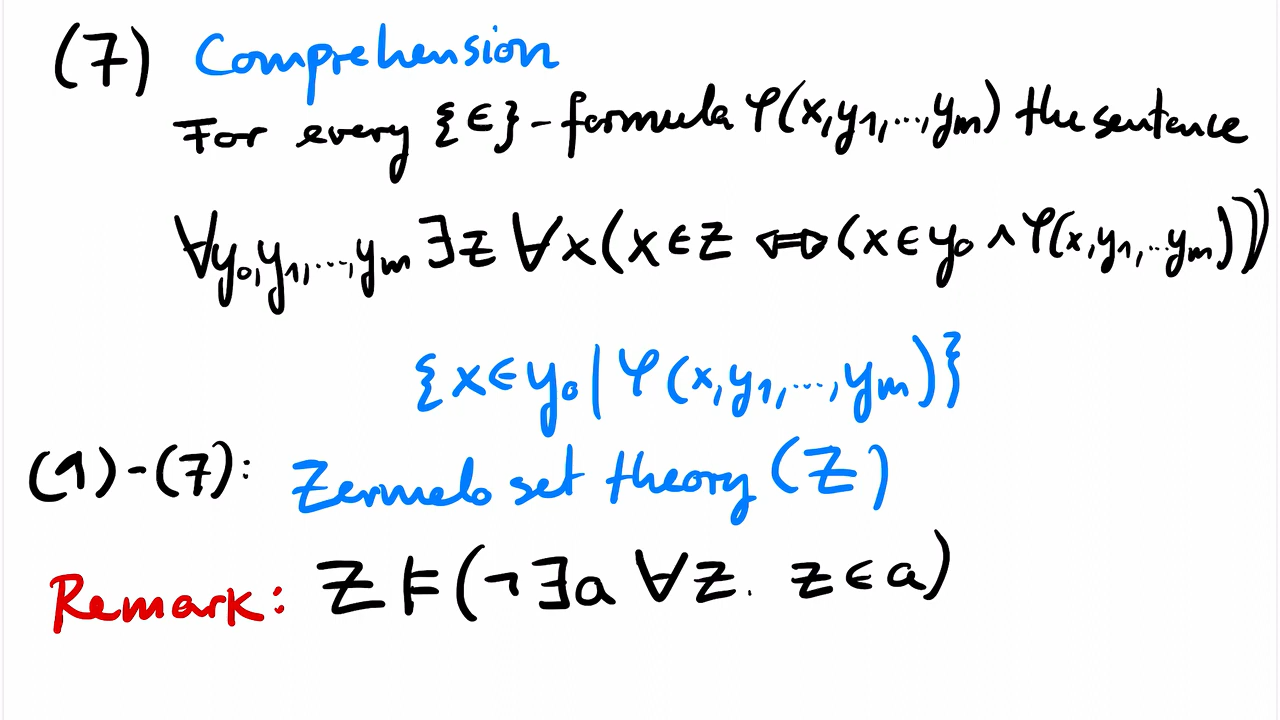 (7) Comprehension
For every {∈}-formula φ(x,y₁,...,yₘ) the sentence
∀y₀,y₁,...,yₘ ∃z ∀x(x∈z ⟺ (x∈y₀ ∧ φ(x,y₁,...yₘ)))
{x∈y₀|φ(x,y₁,...,yₘ)}
(1)-(7): Zermelo set theory (Z)
Remark: Z ⊨ (¬∃a ∀z. z∈a)